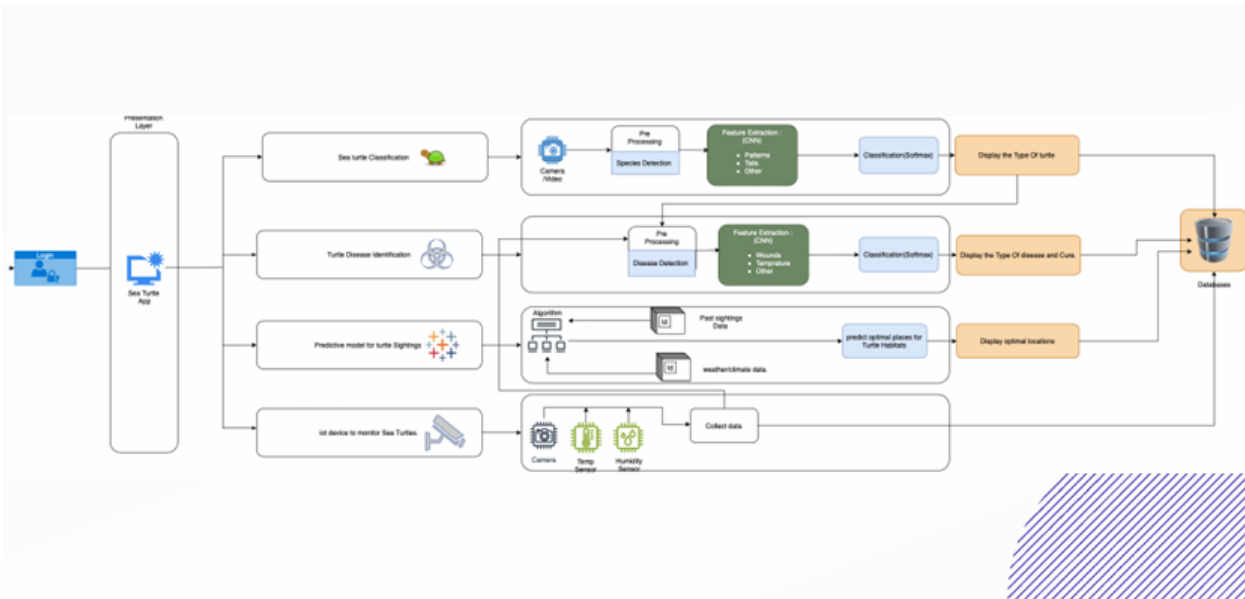 Presentation
Layer
Login
Sea Turtle
App
Sea turtle Classification
Camera
/Video
Pre
Processing
Species Detection
Feature Extraction :
(CNN)
Patterns
Tails
Other
Classification(Softmax)
Display the Type Of turtle
Turtle Disease Identification
Pre
Processing
Disease Detection
Feature Extraction :
(CNN)
Wounds
Temprature
Other
Classification(Softmax)
Display the Type Of disease and Cure.
Databases
Predictive model for turtle Sightings
Algorithm
Id
Past sightings
Data
Id
weather/climate data.
predict optimal places for
Turtle Habitats
Display optimal locations
iot device to monitor Sea Turtles.
Camera
Temp
Sensor
Humidity
Sensor
Collect data